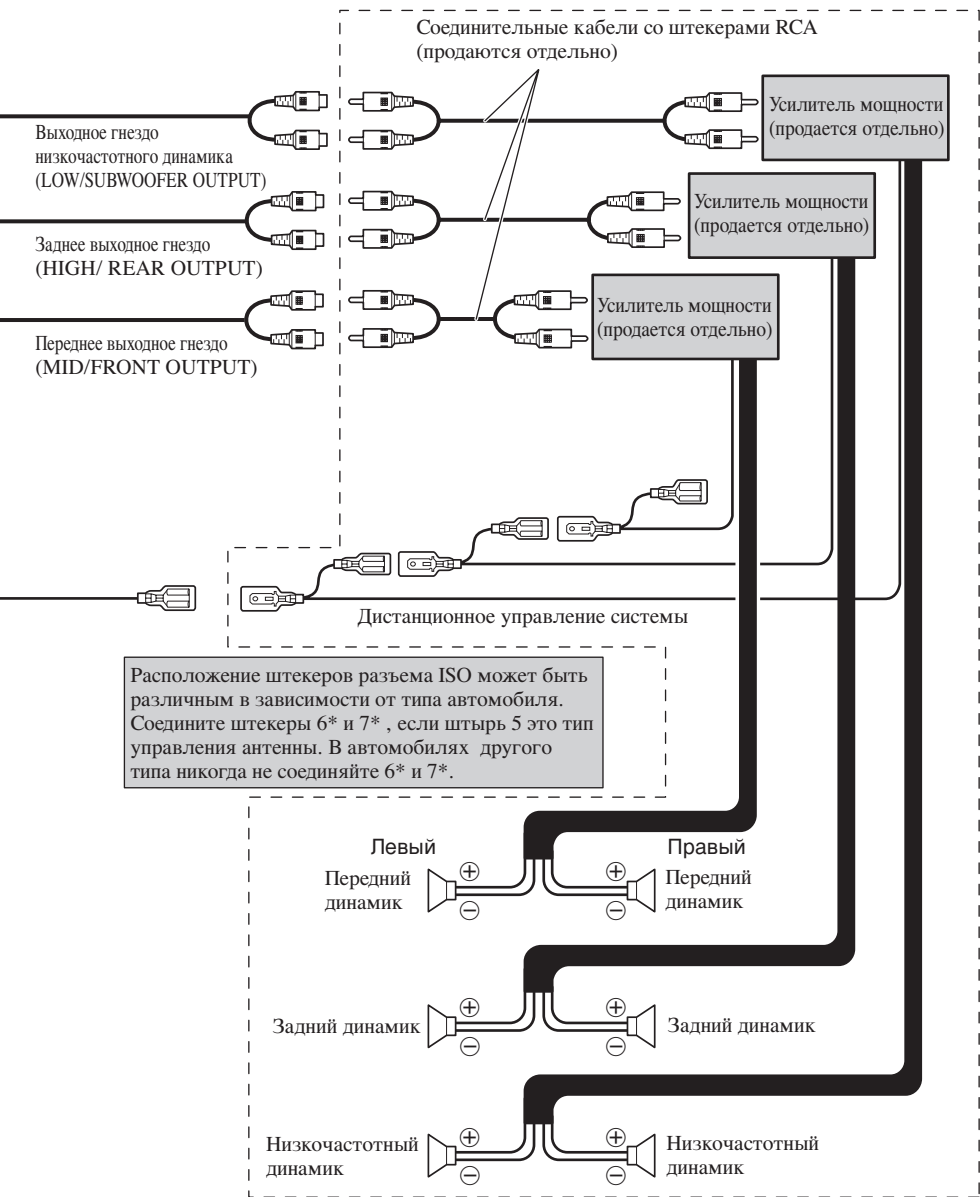 Соединительные кабели со штекерами RCA
(продаются отдельно)
Усилитель мощности
(продается отдельно)
Выходное гнездо
низкочастотного динамика
(LOW/SUBWOOFER OUTPUT)
Усилитель мощности
(продается отдельно)
Заднее выходное гнездо
(HIGH/ REAR OUTPUT)
Усилитель мощности
(продается отдельно)
Переднее выходное гнездо
(MID/FRONT OUTPUT)
Дистанционное управление системы
Расположение штекеров разъема ISO может быть
различным в зависимости от типа автомобиля.
Соедините штекеры 6* и 7* , если штырь 5 это тип
управления антенны. В автомобилях другого
типа никогда не соединяйте 6* и 7*.
Левый
Правый
Передний
динамик
+
−
+
−
Передний
динамик
Задний динамик
+
−
+
−
Задний динамик
Низкочастотный
динамик
+
−
+
−
Низкочастотный
динамик